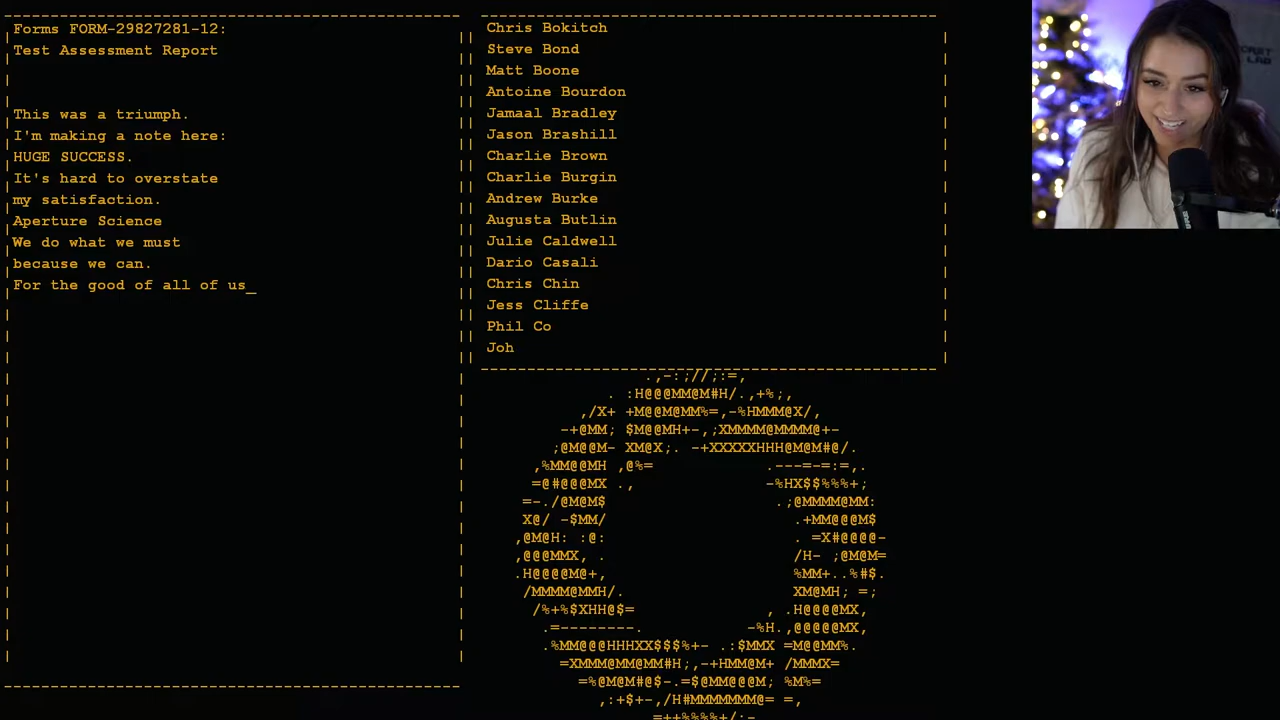 Forms FORM-29827281-12:
Test Assessment Report
This was a triumph.
I'm making a note here:
HUGE SUCCESS.
It's hard to overstate
my satisfaction.
Aperture Science
We do what we must
because we can.
For the good of all of us_
Chris Bokitch
Steve Bond
Matt Boone
Antoine Bourdon
Jamaal Bradley
Jason Brashill
Charlie Brown
Charlie Burgin
Andrew Burke
Augusta Butlin
Julie Caldwell
Dario Casali
Chris Chin
Jess Cliffe
Phil Co
Joh